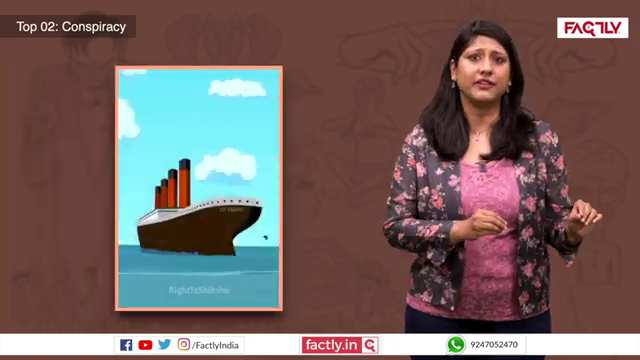 Top 02: Conspiracy
FACTLY
RightToShiksha
/FactlyIndia
factly.in
9247052470